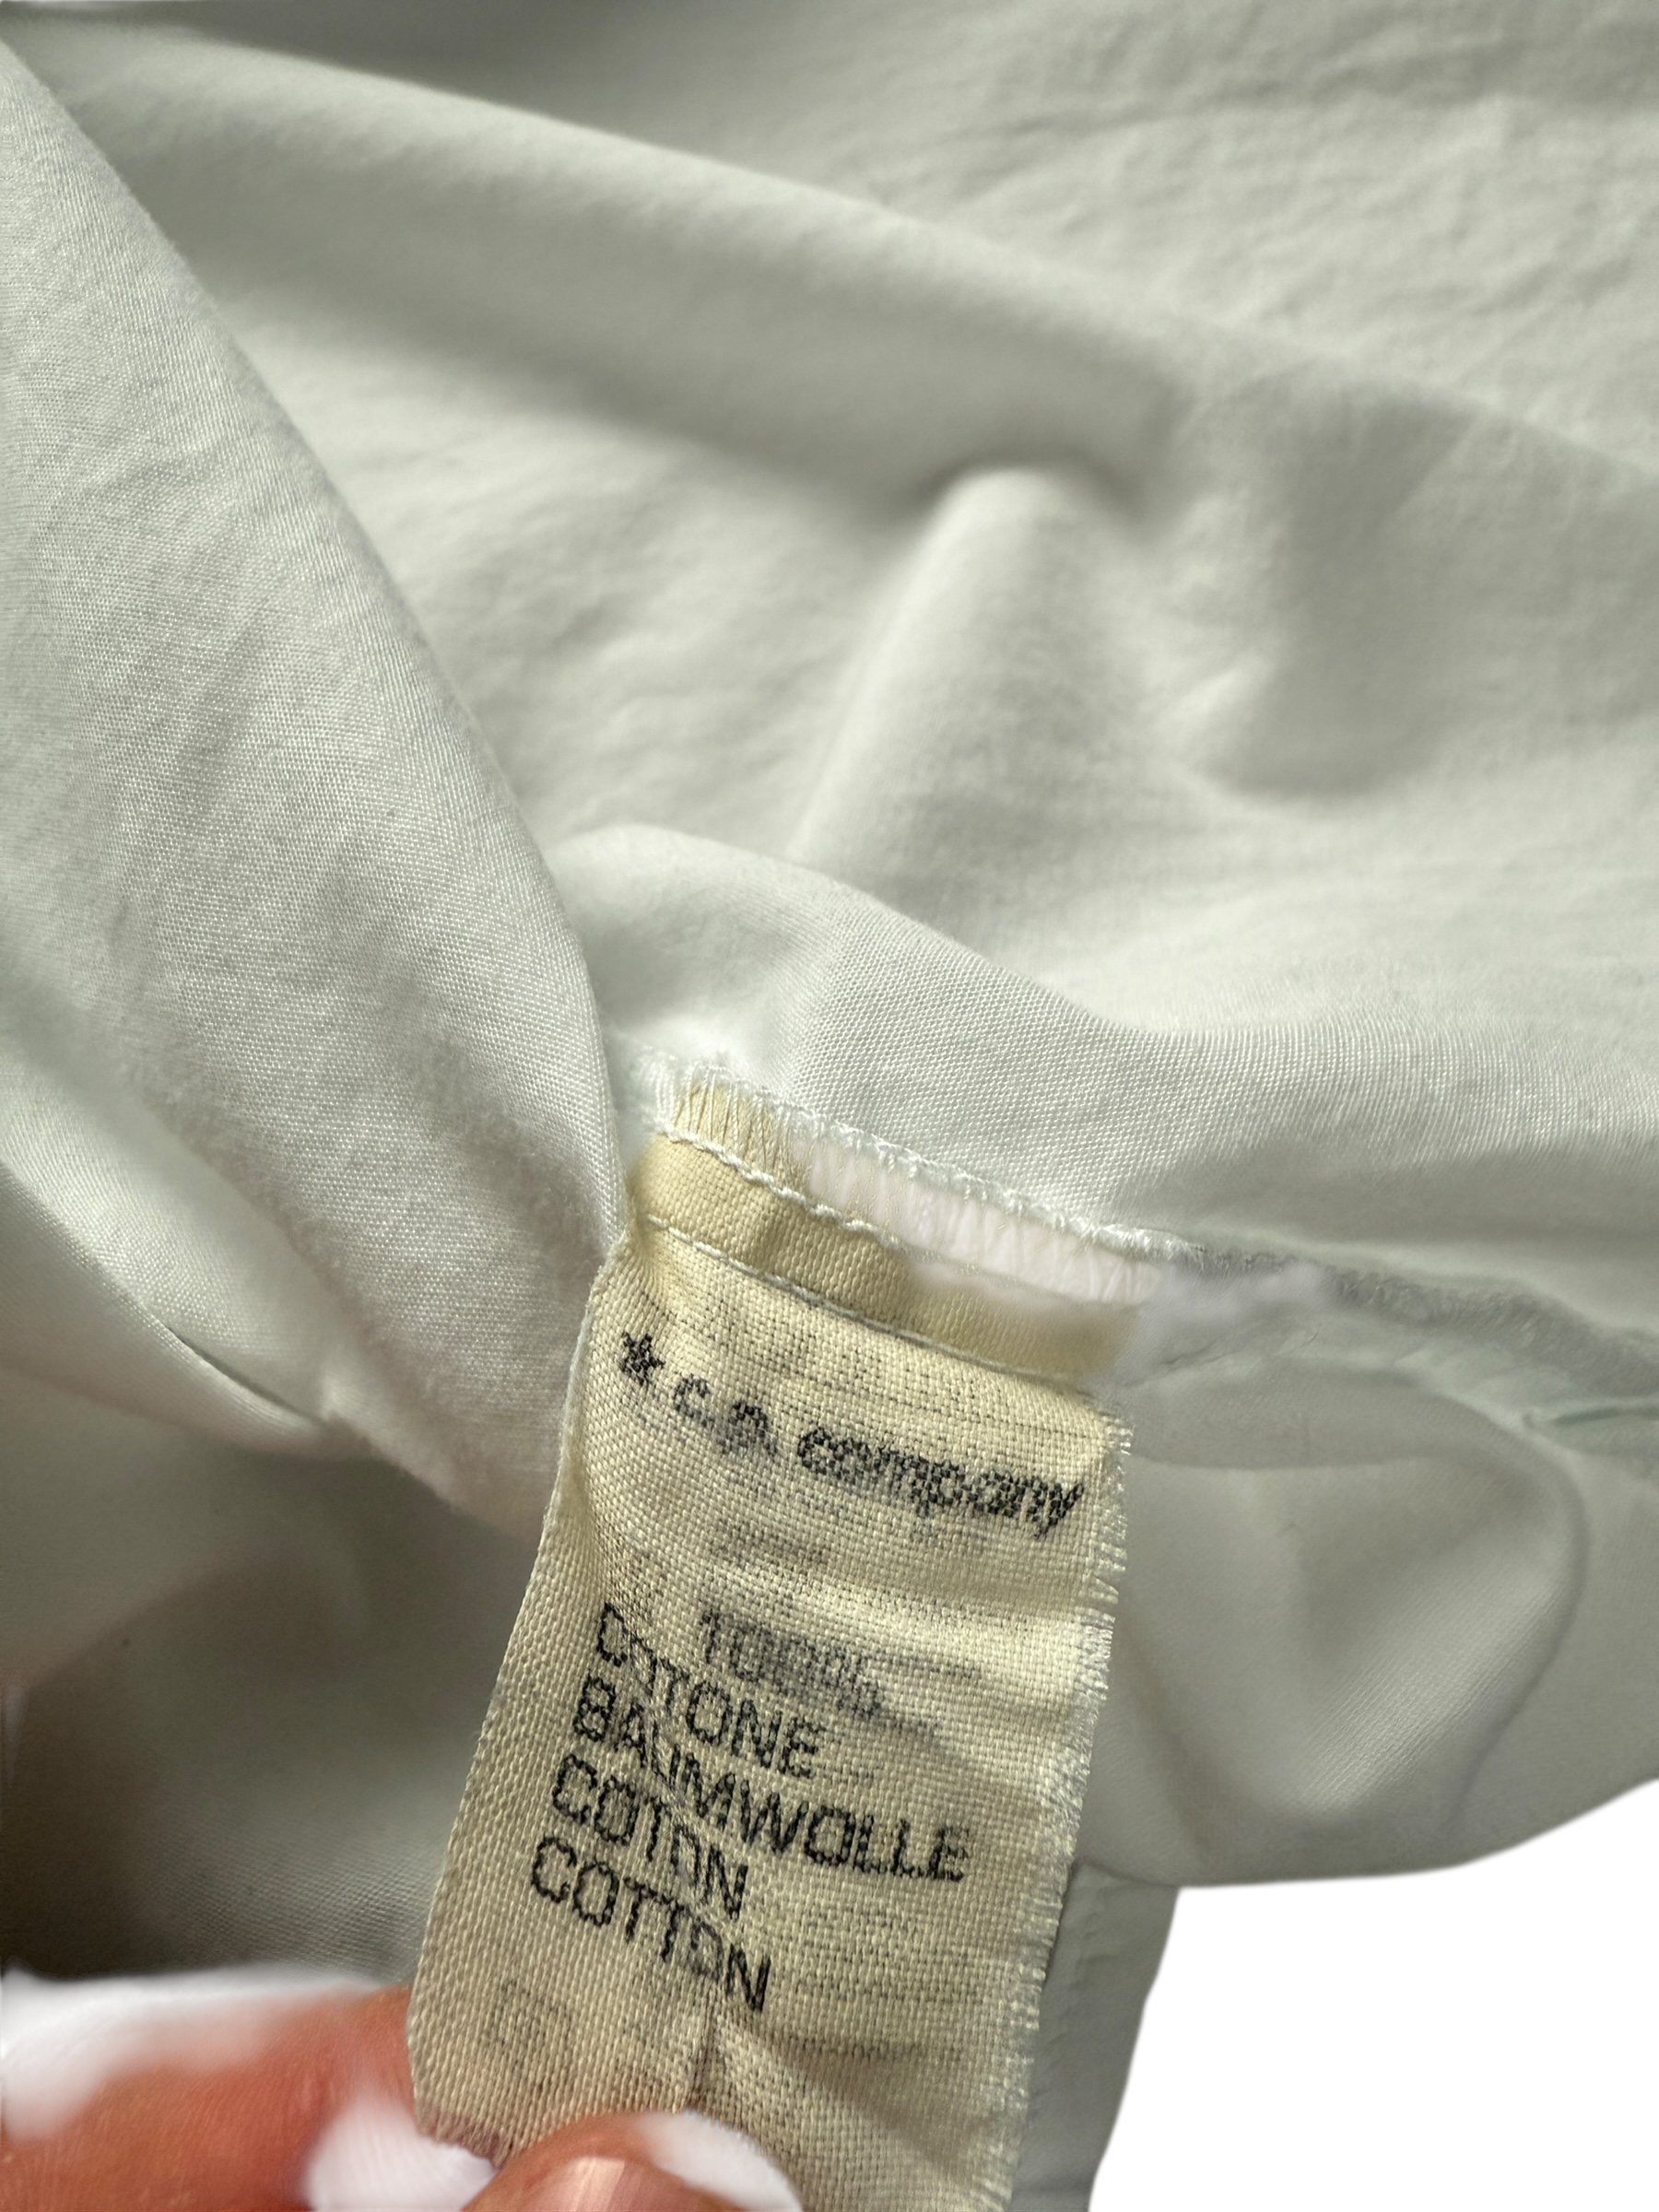 ★ c.p. company
100%
COTONE
BAUMWOLLE
COTON
COTTON